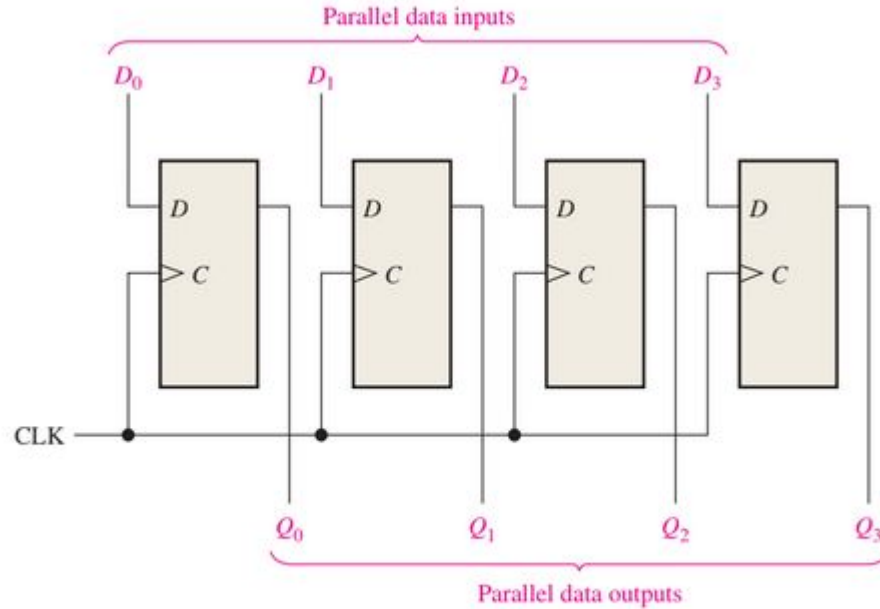 Parallel data inputs
D0 D1 D2 D3
D D D D
C C C C
CLK
Q0 Q1 Q2 Q3
Parallel data outputs